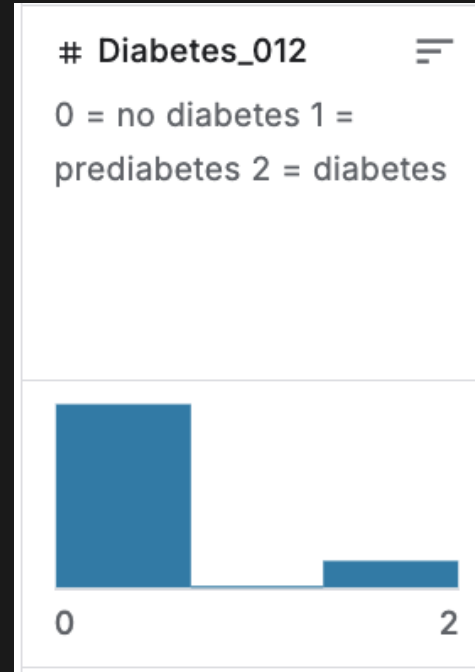 # Diabetes_012
0 = no diabetes 1 =
prediabetes 2 = diabetes
0 2